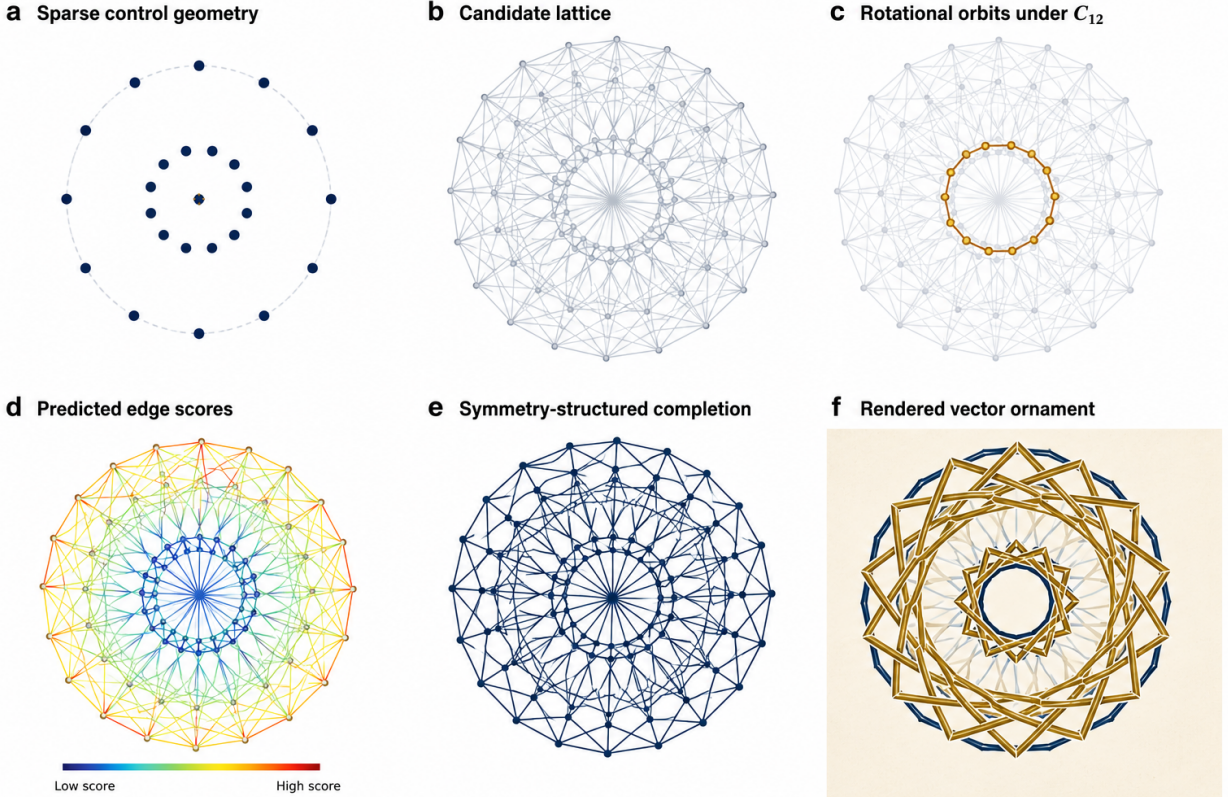 a Sparse control geometry
b Candidate lattice
c Rotational orbits under C₁₂
d Predicted edge scores
e Symmetry-structured completion
f Rendered vector ornament
Low score
High score